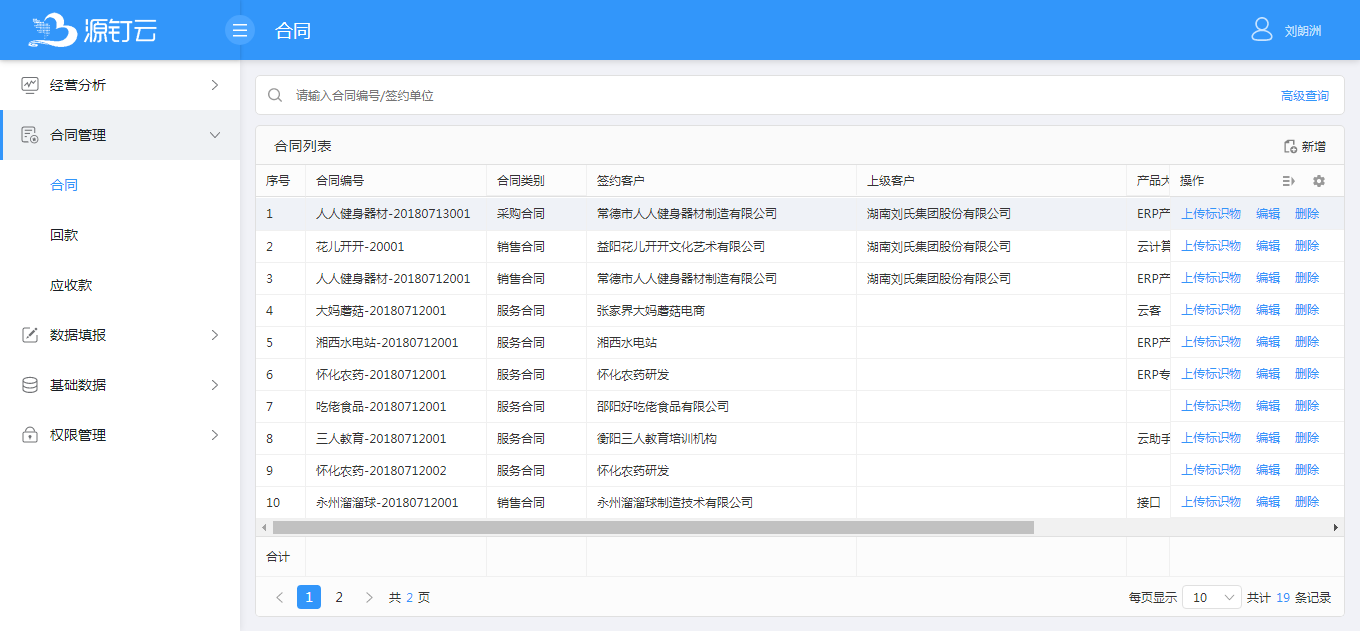 源钉云 合同 刘朗洲
经营分析
合同管理
合同
回款
应收款
数据填报
基础数据
权限管理
请输入合同编号/签约单位 高级查询
合同列表 新增
序号 合同编号 合同类别 签约客户 上级客户 产品大 操作
1 人人健身器材-20180713001 采购合同 常德市人人健身器材制造有限公司 湖南刘氏集团股份有限公司 ERP产 上传标识物 编辑 删除
2 花儿开开-20001 销售合同 益阳花儿开开文化艺术有限公司 湖南刘氏集团股份有限公司 云计算 上传标识物 编辑 删除
3 人人健身器材-20180712001 销售合同 常德市人人健身器材制造有限公司 湖南刘氏集团股份有限公司 ERP产 上传标识物 编辑 删除
4 大妈蘑菇-20180712001 服务合同 张家界大妈蘑菇电商 云客 上传标识物 编辑 删除
5 湘西水电站-20180712001 服务合同 湘西水电站 ERP产 上传标识物 编辑 删除
6 怀化农药-20180712001 服务合同 怀化农药研发 ERP专 上传标识物 编辑 删除
7 吃佬食品-20180712001 服务合同 邵阳好吃佬食品有限公司 上传标识物 编辑 删除
8 三人教育-20180712001 服务合同 衡阳三人教育培训机构 云助手 上传标识物 编辑 删除
9 怀化农药-20180712002 服务合同 怀化农药研发 上传标识物 编辑 删除
10 永州溜溜球-20180712001 销售合同 永州溜溜球制造技术有限公司 接口 上传标识物 编辑 删除
合计
1 2 共 2 页 每页显示 10 共计 19 条记录